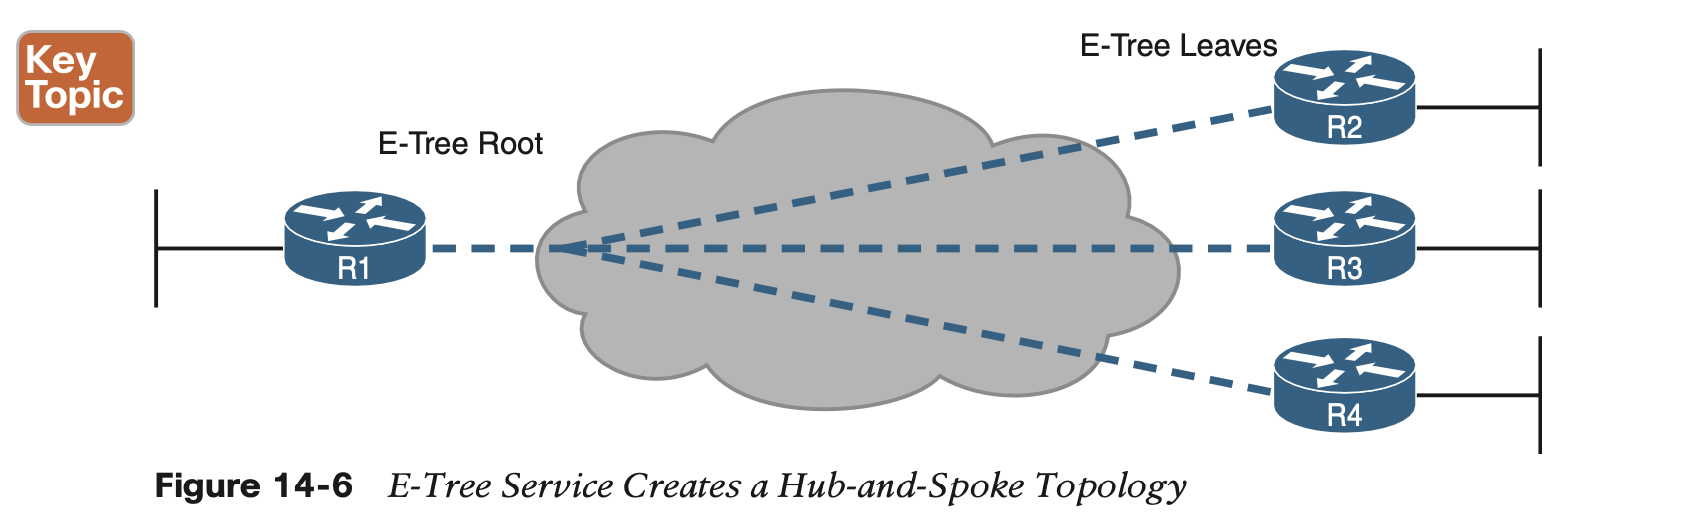 Key
Topic
E-Tree Leaves
R2
E-Tree Root
R1
R3
R4
Figure 14-6 E-Tree Service Creates a Hub-and-Spoke Topology